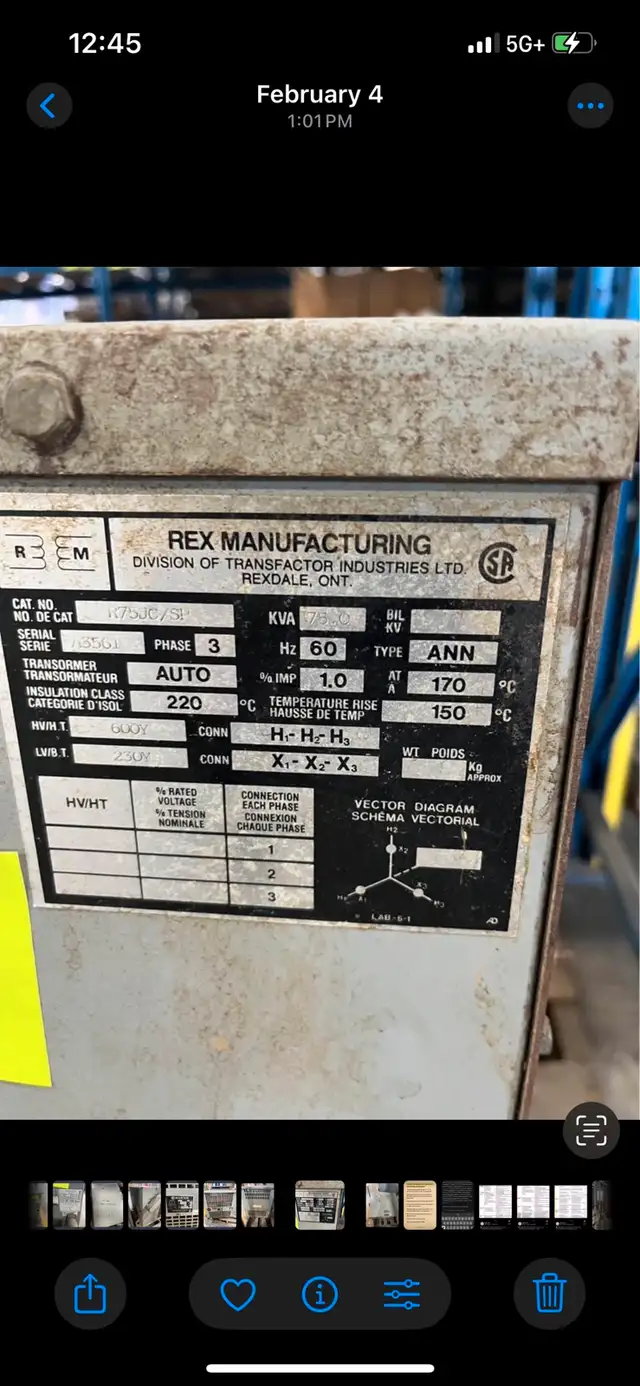 12:45
5G+
February 4
1:01 PM
R M
REX MANUFACTURING
DIVISION OF TRANSFACTOR INDUSTRIES LTD.
REXDALE, ONT.
SA
CAT. NO.
NO. DE CAT
R75JC/SP
KVA
75.0
BIL
KV
SERIAL
SERIE
A3561
PHASE 3
Hz 60
TYPE ANN
TRANSORMER
TRANSORMATEUR
AUTO
% IMP 1.0
AT
A
170 °C
INSULATION CLASS
CATEGORIE D'ISOL
220 °C
TEMPERATURE RISE
HAUSSE DE TEMP
150 °C
HV/H.T. 600Y CONN H1-H2-H3
LV/B.T. 230Y CONN X1-X2-X3
WT POIDS
Kg
APPROX
HV/HT
% RATED
VOLTAGE
% TENSION
NOMINALE
CONNECTION
EACH PHASE
CONNEXION
CHAQUE PHASE
1
2
3
VECTOR DIAGRAM
SCHÉMA VECTORIAL
H2
X2
X3
H3
LAB-5-1